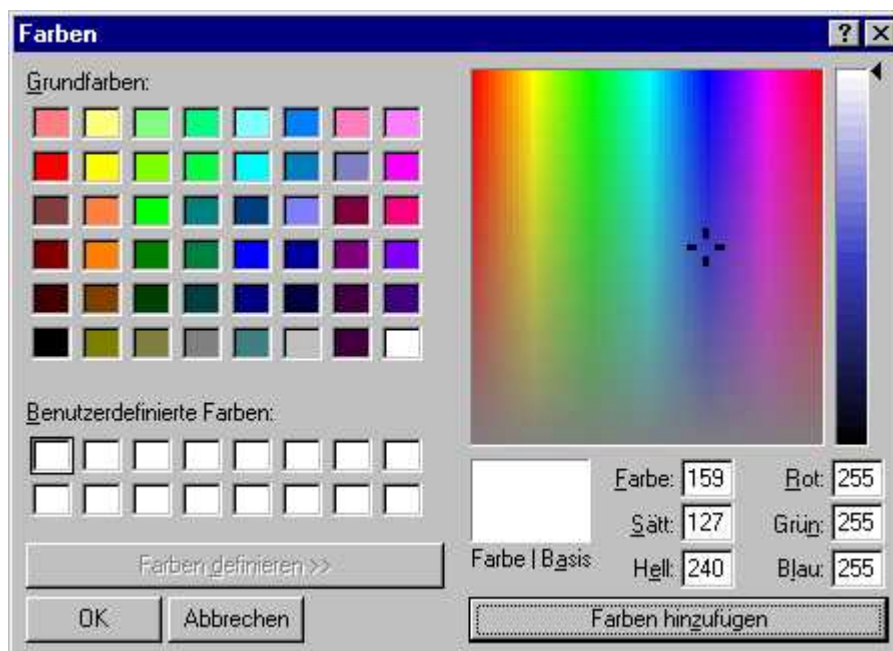 Farben
Grundfarben:
Benutzerdefinierte Farben:
Farben definieren >>
OK Abbrechen
Farbe | Basis
Farbe: 159 Rot: 255
Sätt: 127 Grün: 255
Hell: 240 Blau: 255
Farben hinzufügen